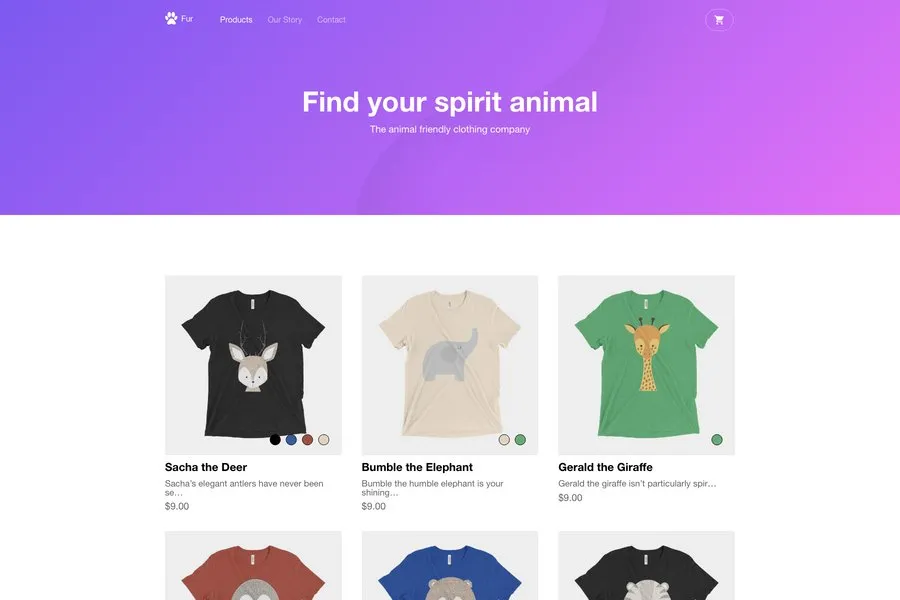 Fur Products Our Story Contact
Find your spirit animal
The animal friendly clothing company
Sacha the Deer
Sacha’s elegant antlers have never been
se…
$9.00
Bumble the Elephant
Bumble the humble elephant is your
shining…
$9.00
Gerald the Giraffe
Gerald the giraffe isn’t particularly spir…
$9.00